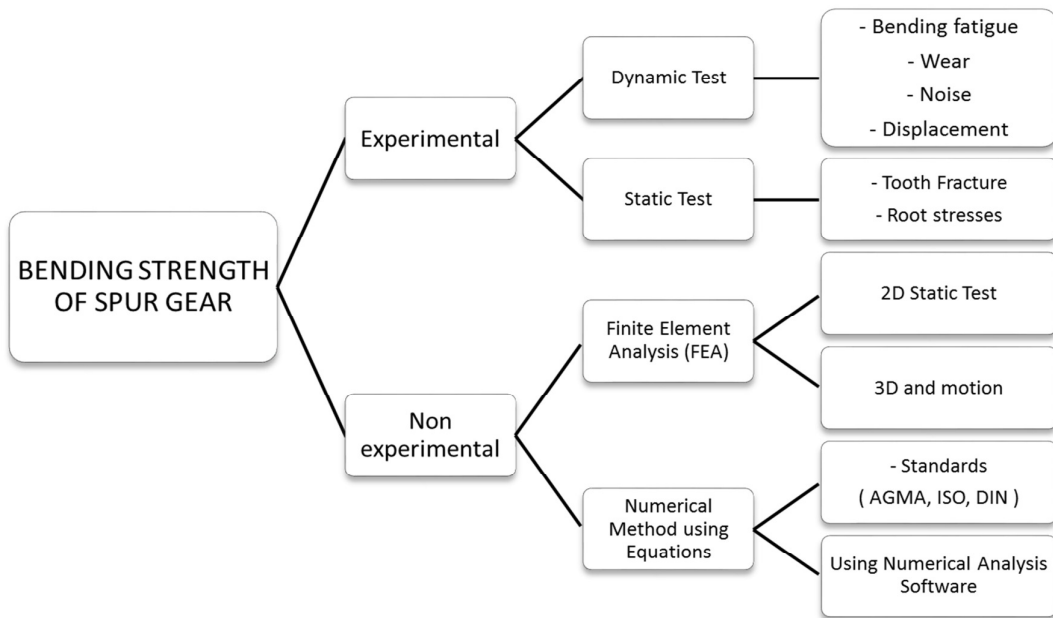 BENDING STRENGTH
OF SPUR GEAR
Experimental
Non
experimental
Dynamic Test
Static Test
Finite Element
Analysis (FEA)
Numerical
Method using
Equations
- Bending fatigue
- Wear
- Noise
- Displacement
- Tooth Fracture
- Root stresses
2D Static Test
3D and motion
- Standards
( AGMA, ISO, DIN )
Using Numerical Analysis
Software